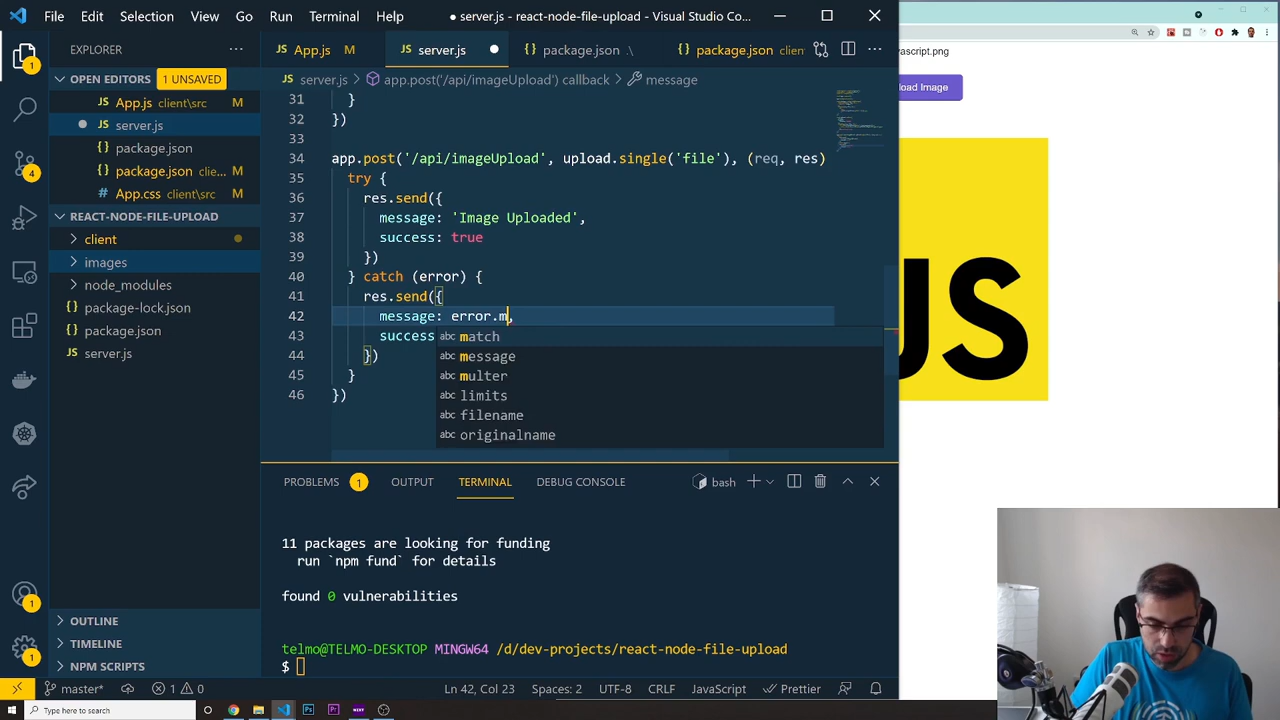 File Edit Selection View Go Run Terminal Help ● server.js - react-node-file-upload - Visual Studio Co...
EXPLORER
JS App.js M JS server.js package.json .\ package.json client
OPEN EDITORS 1 UNSAVED
JS server.js > app.post('/api/imageUpload') callback > message
JS App.js client\src M
JS server.js
{ } package.json
{ } package.json clie... M
# App.css client\src M
REACT-NODE-FILE-UPLOAD
client
images
node_modules
package-lock.json
package.json
JS server.js
OUTLINE
TIMELINE
NPM SCRIPTS
31 }
32 })
33
34 app.post('/api/imageUpload', upload.single('file'), (req, res)
35 try {
36 res.send({
37 message: 'Image Uploaded',
38 success: true
39 })
40 } catch (error) {
41 res.send({
42 message: error.m,
43 success
44 })
45 }
46 })
abc match
abc message
abc multer
abc limits
abc filename
abc originalname
PROBLEMS 1 OUTPUT TERMINAL DEBUG CONSOLE bash
11 packages are looking for funding
run `npm fund` for details
found 0 vulnerabilities
telmo@TELMO-DESKTOP MINGW64 /d/dev-projects/react-node-file-upload
$
master* 1 0 Ln 42, Col 23 Spaces: 2 UTF-8 CRLF JavaScript Prettier
Type here to search
vascript.png
load Image
JS